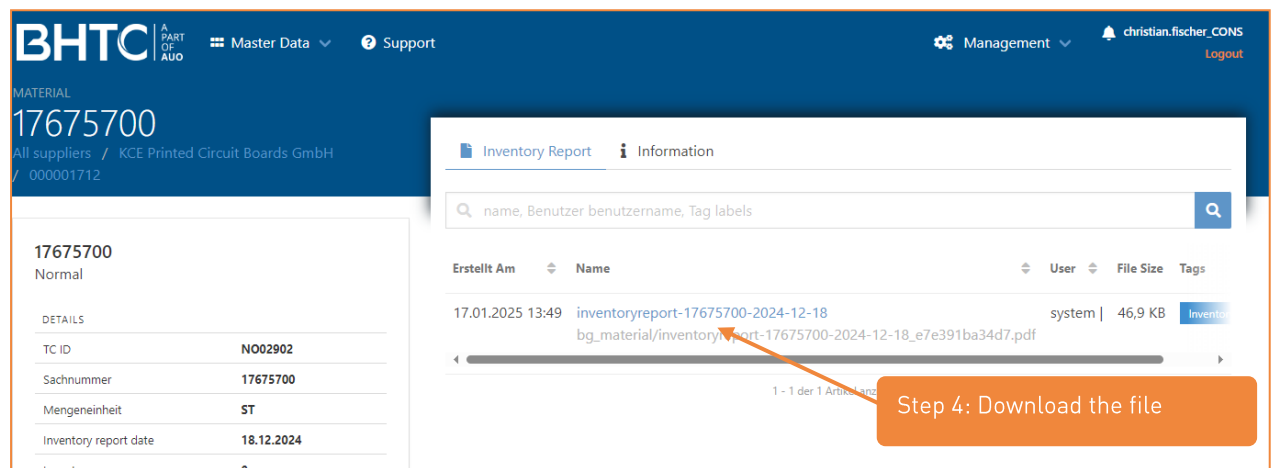 BHTC A PART OF AUO
Master Data
Support
Management
christian.fischer_CONS
Logout
MATERIAL
17675700
All suppliers / KCE Printed Circuit Boards GmbH
/ 000001712
Inventory Report
Information
name, Benutzer benutzername, Tag labels
17675700
Normal
DETAILS
TC ID NO02902
Sachnummer 17675700
Mengeneinheit ST
Inventory report date 18.12.2024
Erstellt Am Name User File Size Tags
17.01.2025 13:49 inventoryreport-17675700-2024-12-18 system | 46,9 KB
bg_material/inventoryreport-17675700-2024-12-18_e7e391ba34d7.pdf
1 - 1 der 1 Artikel
Step 4: Download the file